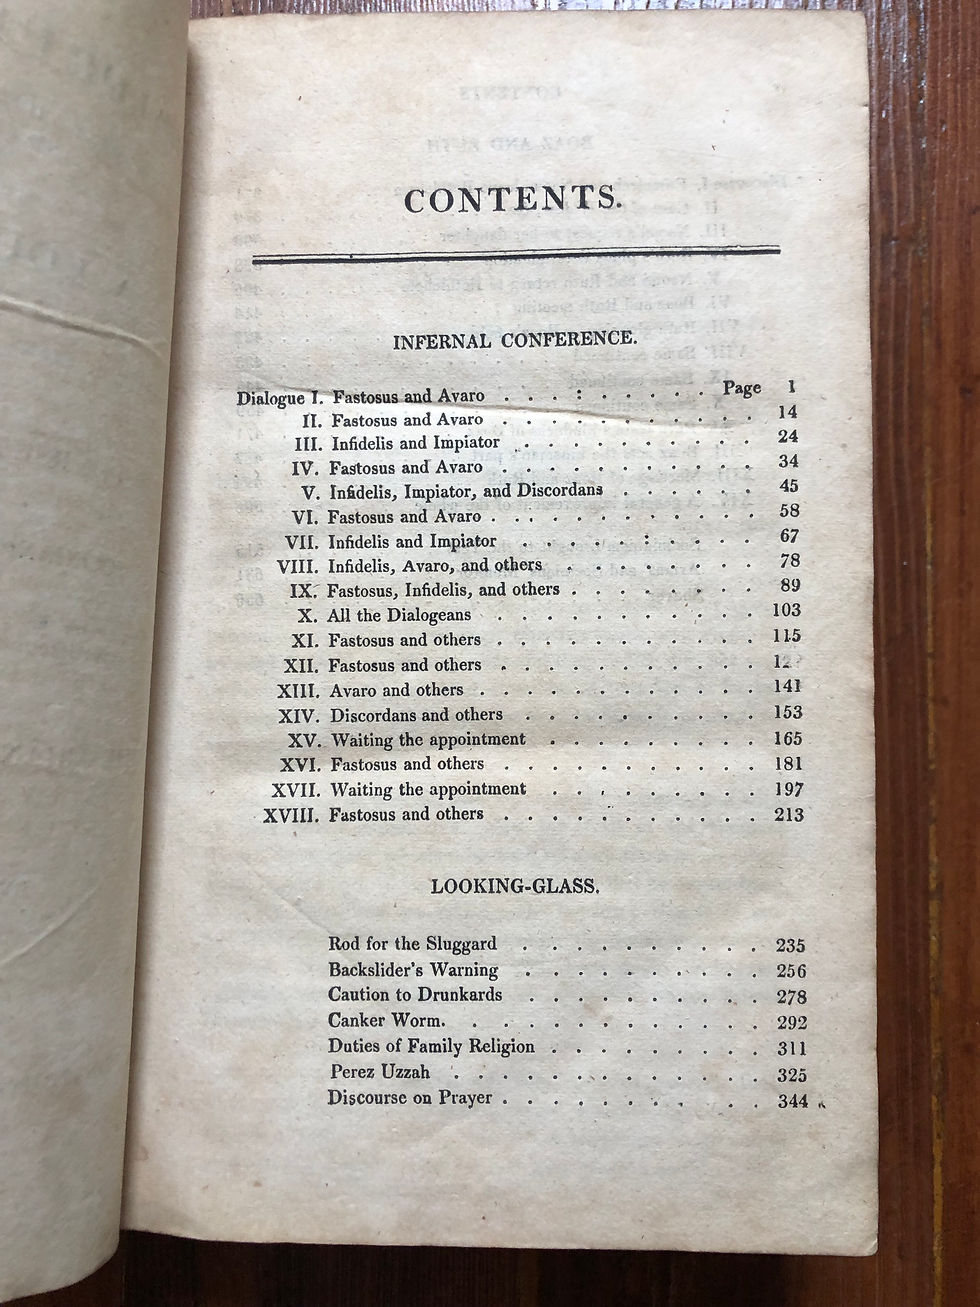 CONTENTS.
INFERNAL CONFERENCE.
Dialogue I. Fastosus and Avaro . . . . . . . . . . Page 1
II. Fastosus and Avaro . . . . . . . . . . . 14
III. Infidelis and Impiator . . . . . . . . . . 24
IV. Fastosus and Avaro . . . . . . . . . . . 34
V. Infidelis, Impiator, and Discordans . . . . . . 45
VI. Fastosus and Avaro . . . . . . . . . . . 58
VII. Infidelis and Impiator . . . . . . . . . . 67
VIII. Infidelis, Avaro, and others . . . . . . . . 78
IX. Fastosus, Infidelis, and others . . . . . . . . 89
X. All the Dialogeans . . . . . . . . . . . 103
XI. Fastosus and others . . . . . . . . . . . 115
XII. Fastosus and others . . . . . . . . . . .
XIII. Avaro and others . . . . . . . . . . . . 141
XIV. Discordans and others . . . . . . . . . . 153
XV. Waiting the appointment . . . . . . . . . 165
XVI. Fastosus and others . . . . . . . . . . . 181
XVII. Waiting the appointment . . . . . . . . . 197
XVIII. Fastosus and others . . . . . . . . . . . 213
LOOKING-GLASS.
Rod for the Sluggard . . . . . . . . . . 235
Backslider's Warning . . . . . . . . . . 256
Caution to Drunkards . . . . . . . . . . 278
Canker Worm. . . . . . . . . . . . . 292
Duties of Family Religion . . . . . . . . . 311
Perez Uzzah . . . . . . . . . . . . . 325
Discourse on Prayer . . . . . . . . . . . 344